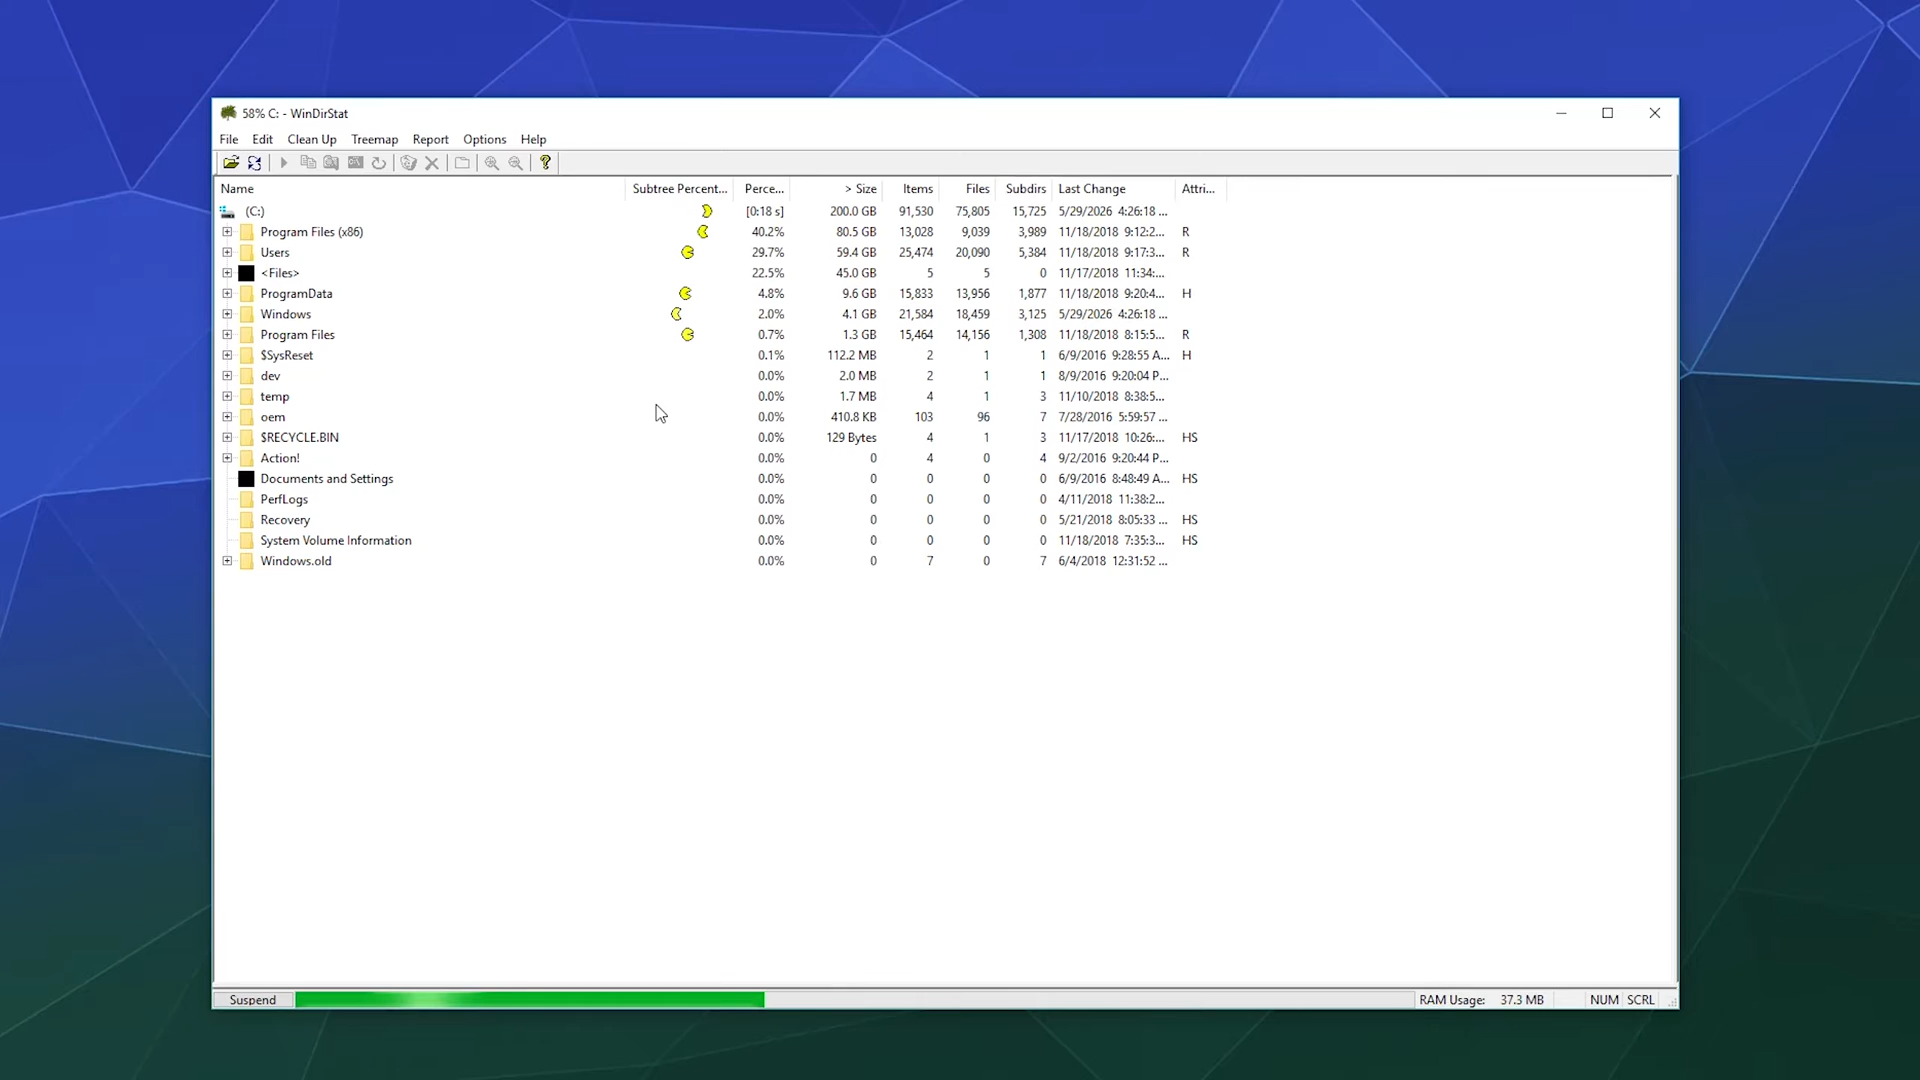 58% C: - WinDirStat
File Edit Clean Up Treemap Report Options Help
Name Subtree Percent... Perce... > Size Items Files Subdirs Last Change Attri...
(C:) [0:18 s] 200.0 GB 91,530 75,805 15,725 5/29/2026 4:26:18 ...
Program Files (x86) 40.2% 80.5 GB 13,028 9,039 3,989 11/18/2018 9:12:2... R
Users 29.7% 59.4 GB 25,474 20,090 5,384 11/18/2018 9:17:3... R
<Files> 22.5% 45.0 GB 5 5 0 11/17/2018 11:34:...
ProgramData 4.8% 9.6 GB 15,833 13,956 1,877 11/18/2018 9:20:4... H
Windows 2.0% 4.1 GB 21,584 18,459 3,125 5/29/2026 4:26:18 ...
Program Files 0.7% 1.3 GB 15,464 14,156 1,308 11/18/2018 8:15:5... R
$SysReset 0.1% 112.2 MB 2 1 1 6/9/2016 9:28:55 A... H
dev 0.0% 2.0 MB 2 1 1 8/9/2016 9:20:04 P...
temp 0.0% 1.7 MB 4 1 3 11/10/2018 8:38:5...
oem 0.0% 410.8 KB 103 96 7 7/28/2016 5:59:57 ...
$RECYCLE.BIN 0.0% 129 Bytes 4 1 3 11/17/2018 10:26:... HS
Action! 0.0% 0 4 0 4 9/2/2016 9:20:44 P...
Documents and Settings 0.0% 0 0 0 0 6/9/2016 8:48:49 A... HS
PerfLogs 0.0% 0 0 0 0 4/11/2018 11:38:2...
Recovery 0.0% 0 0 0 0 5/21/2018 8:05:33 ... HS
System Volume Information 0.0% 0 0 0 0 11/18/2018 7:35:3... HS
Windows.old 0.0% 0 7 0 7 6/4/2018 12:31:52 ...
Suspend RAM Usage: 37.3 MB NUM SCRL